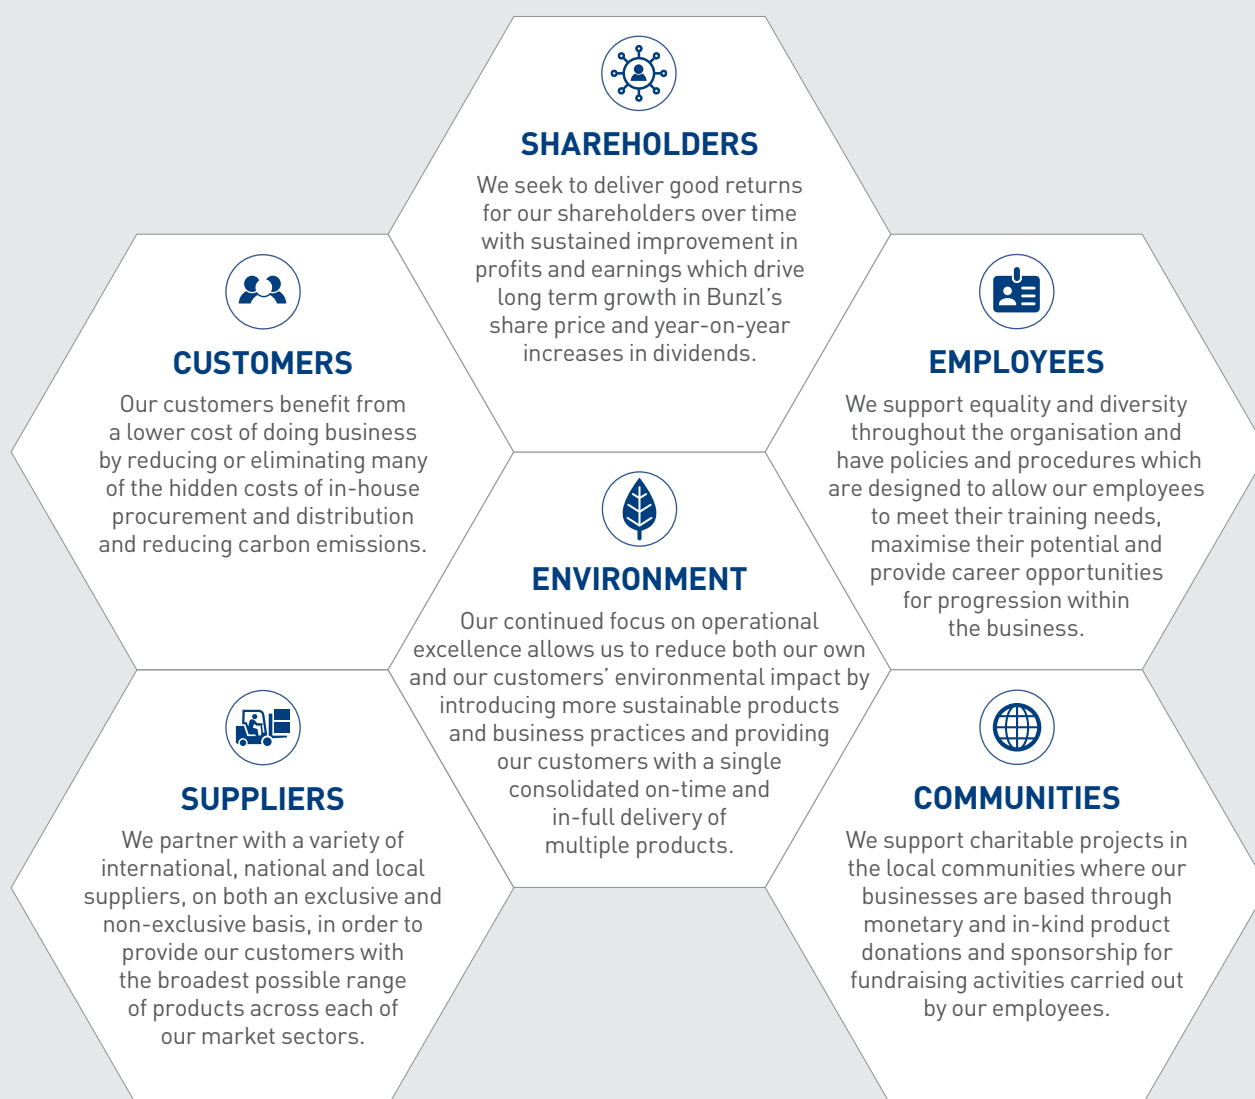 SHAREHOLDERS
We seek to deliver good returns
for our shareholders over time
with sustained improvement in
profits and earnings which drive
long term growth in Bunzl’s
share price and year-on-year
increases in dividends.
CUSTOMERS
Our customers benefit from
a lower cost of doing business
by reducing or eliminating many
of the hidden costs of in-house
procurement and distribution
and reducing carbon emissions.
EMPLOYEES
We support equality and diversity
throughout the organisation and
have policies and procedures which
are designed to allow our employees
to meet their training needs,
maximise their potential and
provide career opportunities
for progression within
the business.
ENVIRONMENT
Our continued focus on operational
excellence allows us to reduce both our own
and our customers’ environmental impact by
introducing more sustainable products
and business practices and providing
our customers with a single
consolidated on-time and
in-full delivery of
multiple products.
SUPPLIERS
We partner with a variety of
international, national and local
suppliers, on both an exclusive and
non-exclusive basis, in order to
provide our customers with
the broadest possible range
of products across each of
our market sectors.
COMMUNITIES
We support charitable projects in
the local communities where our
businesses are based through
monetary and in-kind product
donations and sponsorship for
fundraising activities carried out
by our employees.